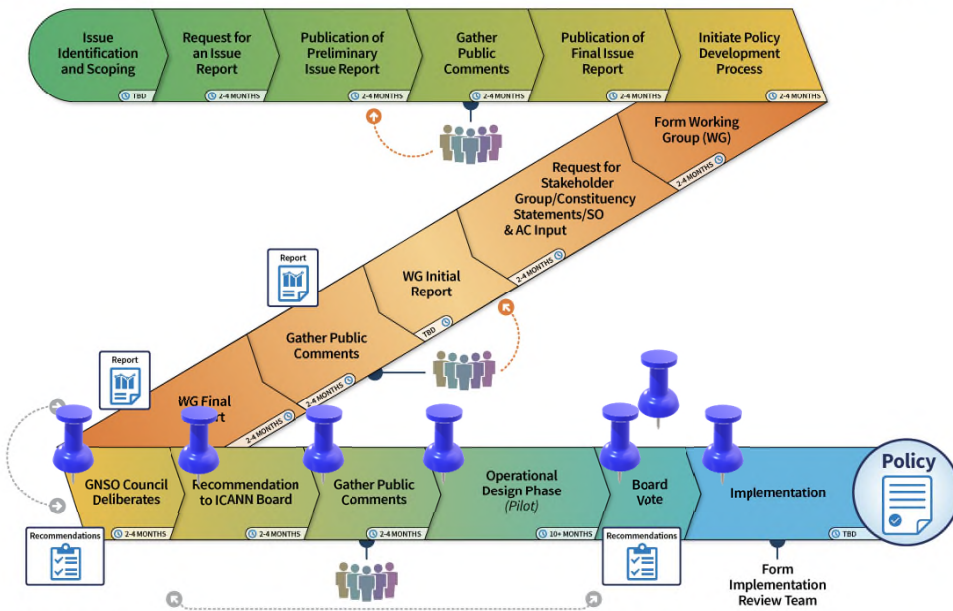 Issue
Identification
and Scoping
TBD
Request for
an Issue
Report
2-4 MONTHS
Publication of
Preliminary
Issue Report
2-4 MONTHS
Gather
Public
Comments
2-4 MONTHS
Publication of
Final Issue
Report
2-4 MONTHS
Initiate Policy
Development
Process
2-4 MONTHS
Form Working
Group (WG)
2-4 MONTHS
Request for
Stakeholder
Group/Constituency
Statements/SO
& AC Input
2-4 MONTHS
Report
WG Initial
Report
TBD
Gather Public
Comments
2-4 MONTHS
Report
WG Final
2-4 MONTHS
GNSO Council
Deliberates
2-4 MONTHS
Recommendations
Recommendation
to ICANN Board
2-4 MONTHS
Gather Public
Comments
2-4 MONTHS
Operational
Design Phase
(Pilot)
10+ MONTHS
Board
Vote
Recommendations
Implementation
TBD
Policy
Form
Implementation
Review Team